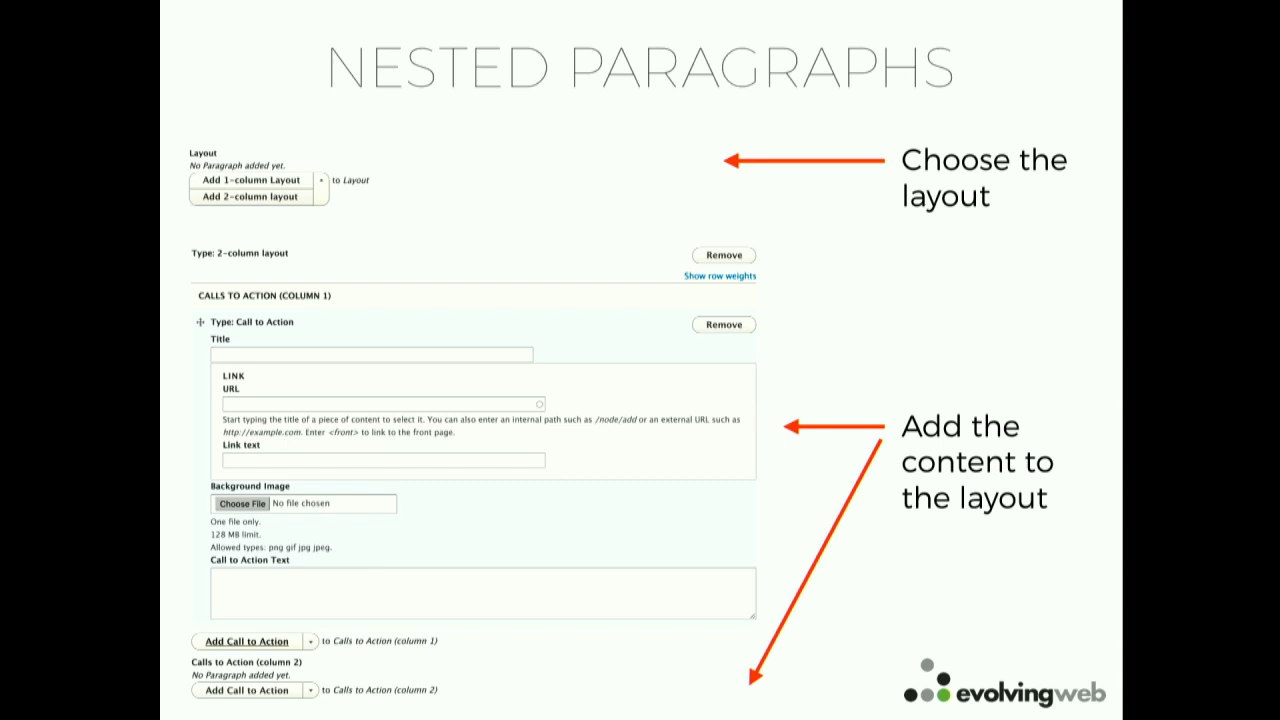 NESTED PARAGRAPHS
Layout
No Paragraph added yet.
Add 1-column Layout
to Layout
Add 2-column layout
Choose the
layout
Type: 2-column layout
Remove
Show row weights
CALLS TO ACTION (COLUMN 1)
Type: Call to Action
Remove
Title
LINK
URL
Start typing the title of a piece of content to select it. You can also enter an internal path such as /node/add or an external URL such as
http://example.com. Enter <front> to link to the front page.
Link text
Add the
content to
the layout
Background Image
Choose File No file chosen
One file only.
128 MB limit.
Allowed types: png gif jpg jpeg.
Call to Action Text
Add Call to Action
to Calls to Action (column 1)
Calls to Action (column 2)
No Paragraph added yet.
Add Call to Action
to Calls to Action (column 2)
evolvingweb